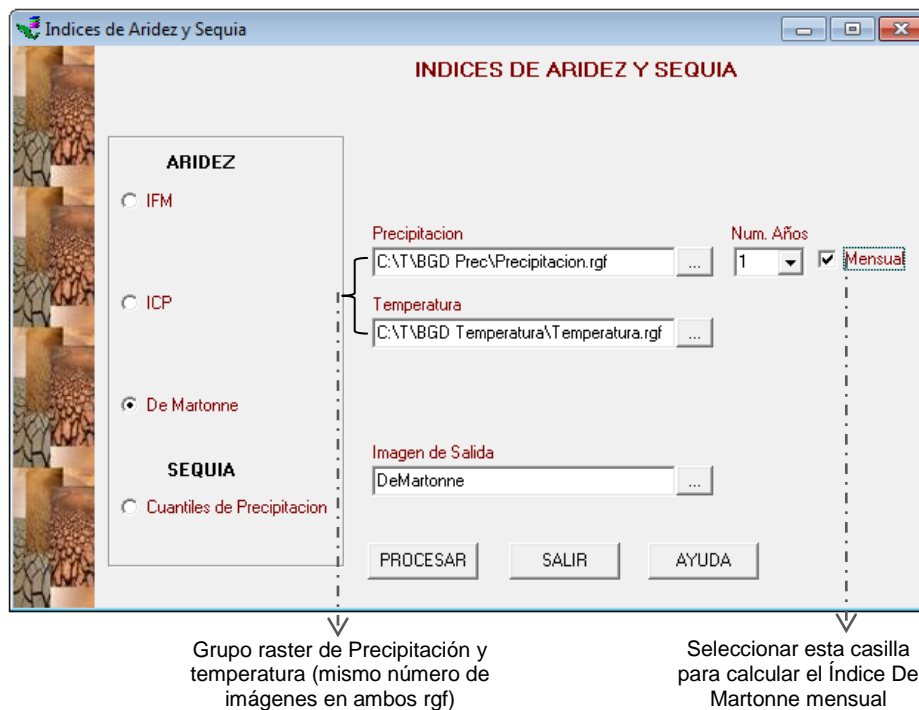 Indices de Aridez y Sequia
INDICES DE ARIDEZ Y SEQUIA
ARIDEZ
IFM
ICP
De Martonne
SEQUIA
Cuantiles de Precipitacion
Precipitacion
C:\T\BGD Prec\Precipitacion.rgf
...
Num. Años
1
Mensual
Temperatura
C:\T\BGD Temperatura\Temperatura.rgf
...
Imagen de Salida
DeMartonne
...
PROCESAR
SALIR
AYUDA
Grupo raster de Precipitación y
temperatura (mismo número de
imágenes en ambos rgf)
Seleccionar esta casilla
para calcular el Índice De
Martonne mensual